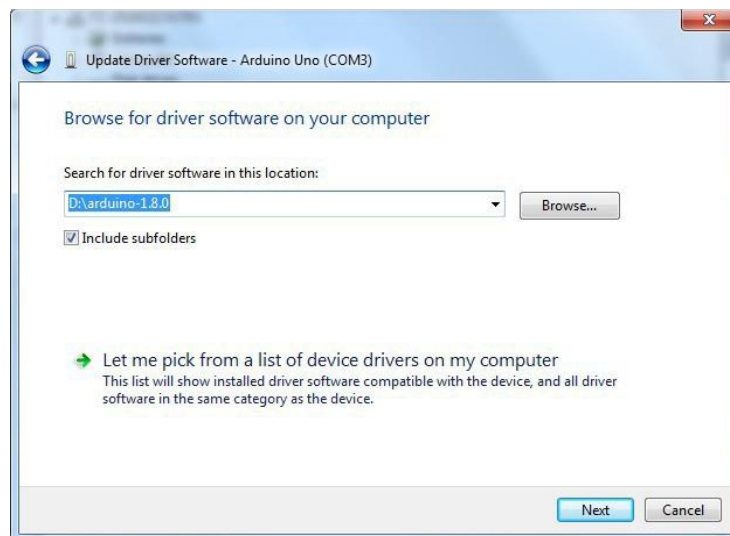 Update Driver Software - Arduino Uno (COM3)
Browse for driver software on your computer
Search for driver software in this location:
D:\arduino-1.8.0
Browse...
Include subfolders
Let me pick from a list of device drivers on my computer
This list will show installed driver software compatible with the device, and all driver
software in the same category as the device.
Next
Cancel